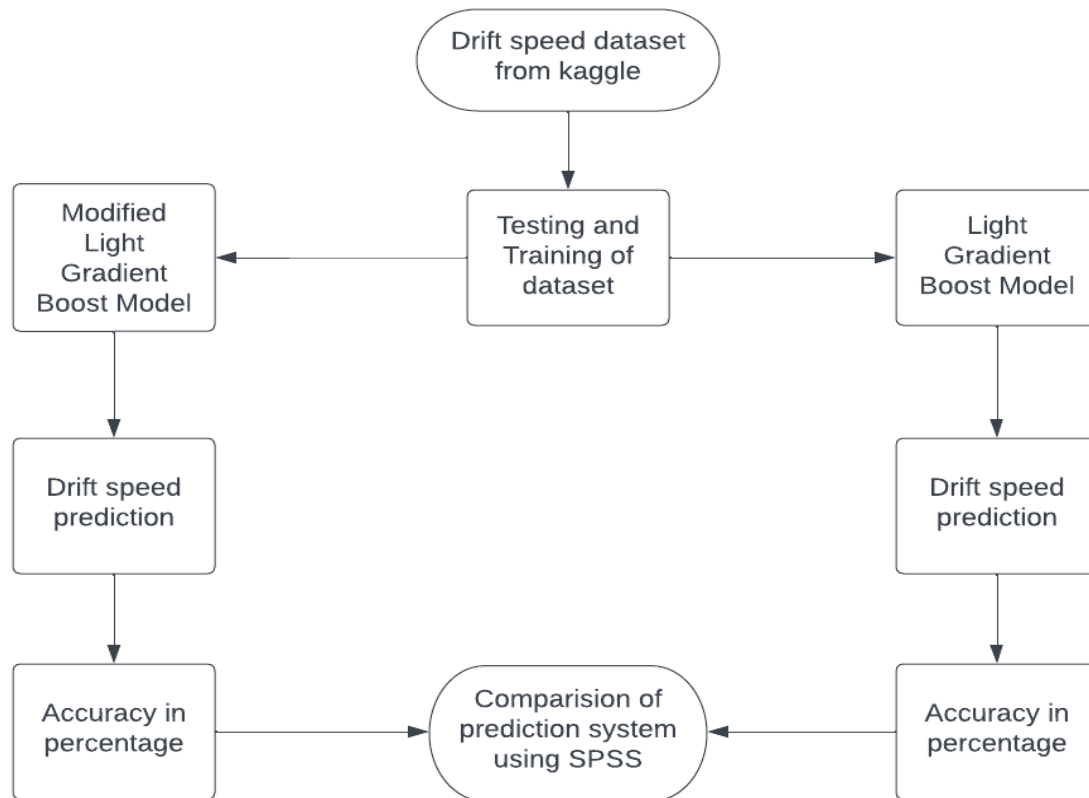 Drift speed dataset
from kaggle
Modified
Light
Gradient
Boost Model
Testing and
Training of
dataset
Light
Gradient
Boost Model
Drift speed
prediction
Drift speed
prediction
Accuracy in
percentage
Comparision of
prediction system
using SPSS
Accuracy in
percentage